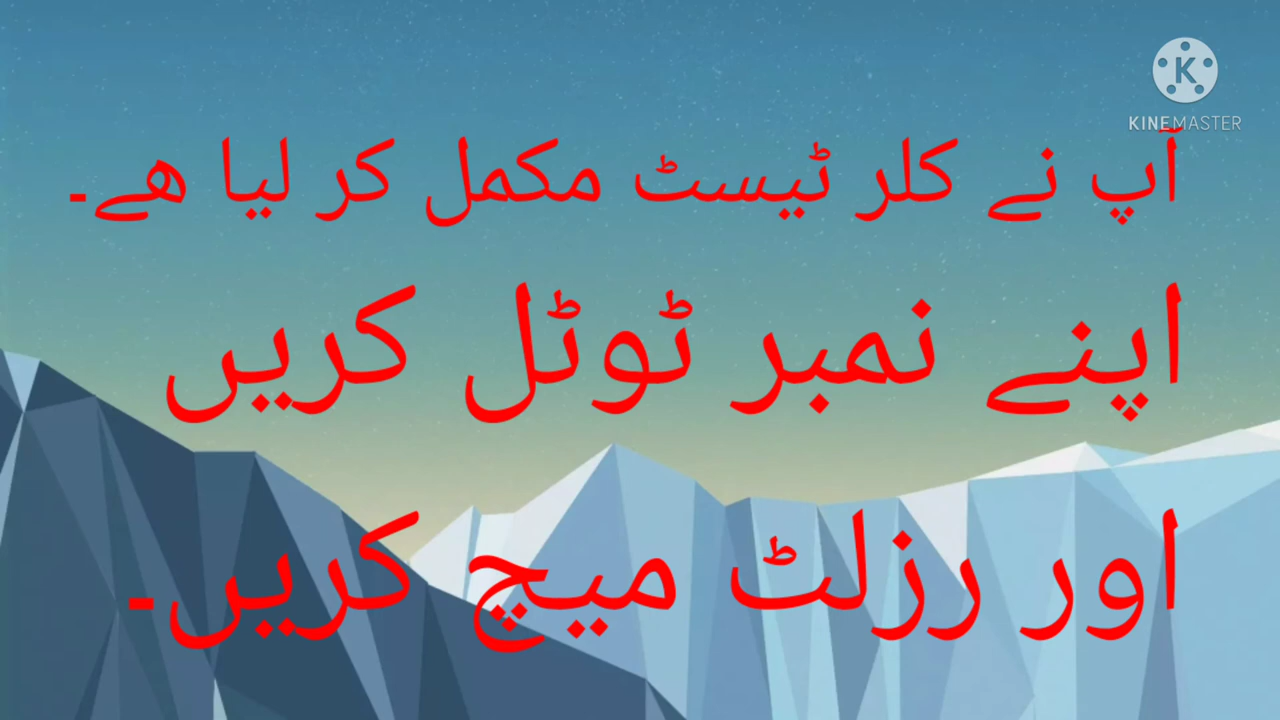 KINEMASTER
آپ نے کلر ٹیسٹ مکمل کر لیا ھے۔
اپنے نمبر ٹوٹل کریں
اور رزلٹ میچ کریں۔